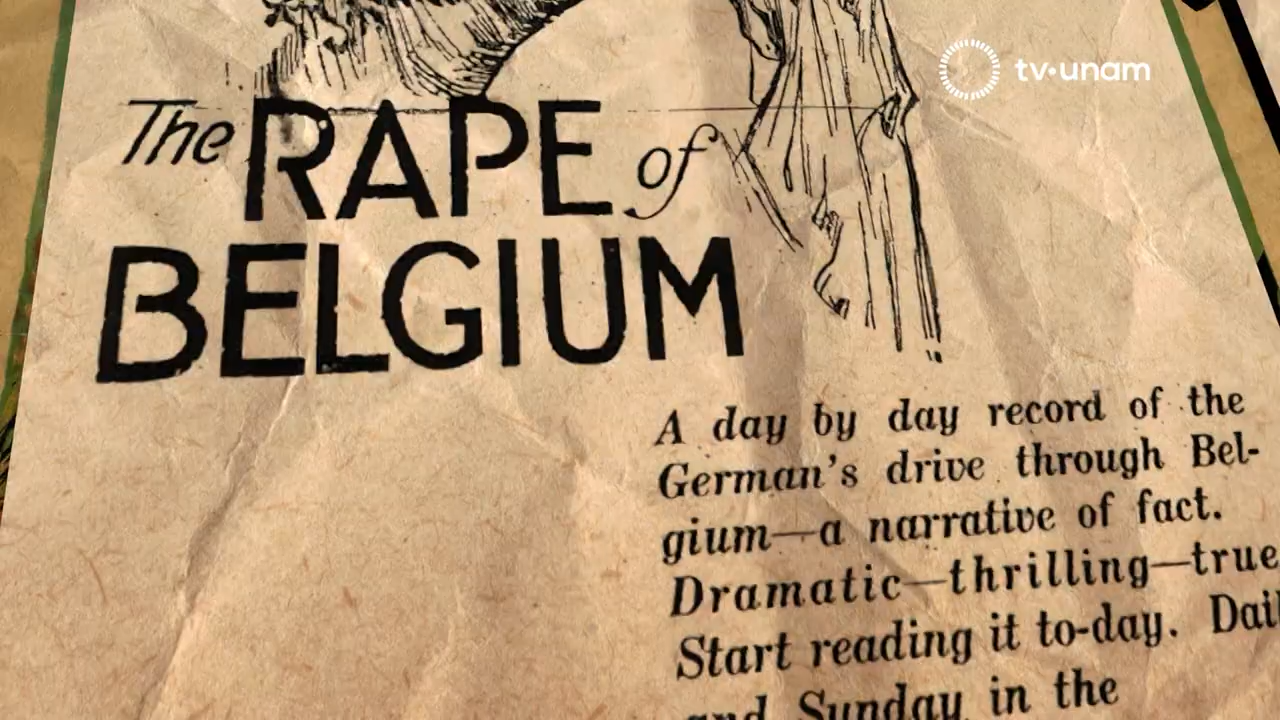 tv·unam
The RAPE of
BELGIUM
A day by day record of the
German's drive through Bel-
gium—a narrative of fact.
Dramatic—thrilling—true
Start reading it to-day.
and Sunday in the